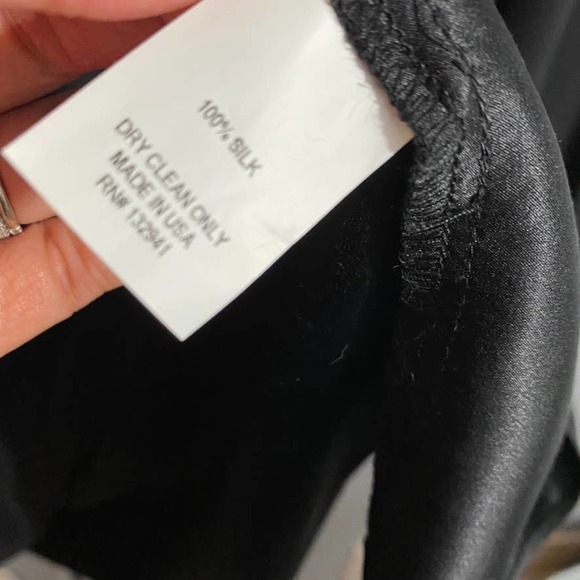 100% SILK
DRY CLEAN ONLY
MADE IN USA
RN# 132941